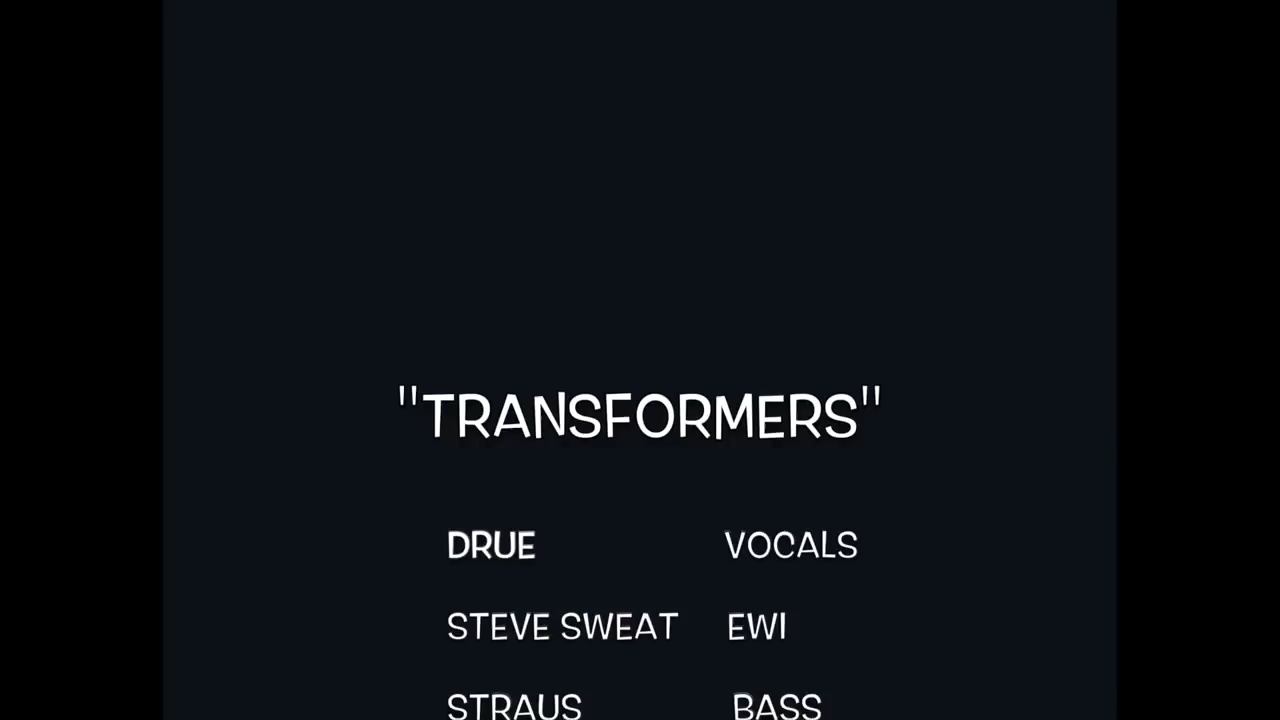 "TRANSFORMERS"
DRUE VOCALS
STEVE SWEAT EWI
STRAUS BASS